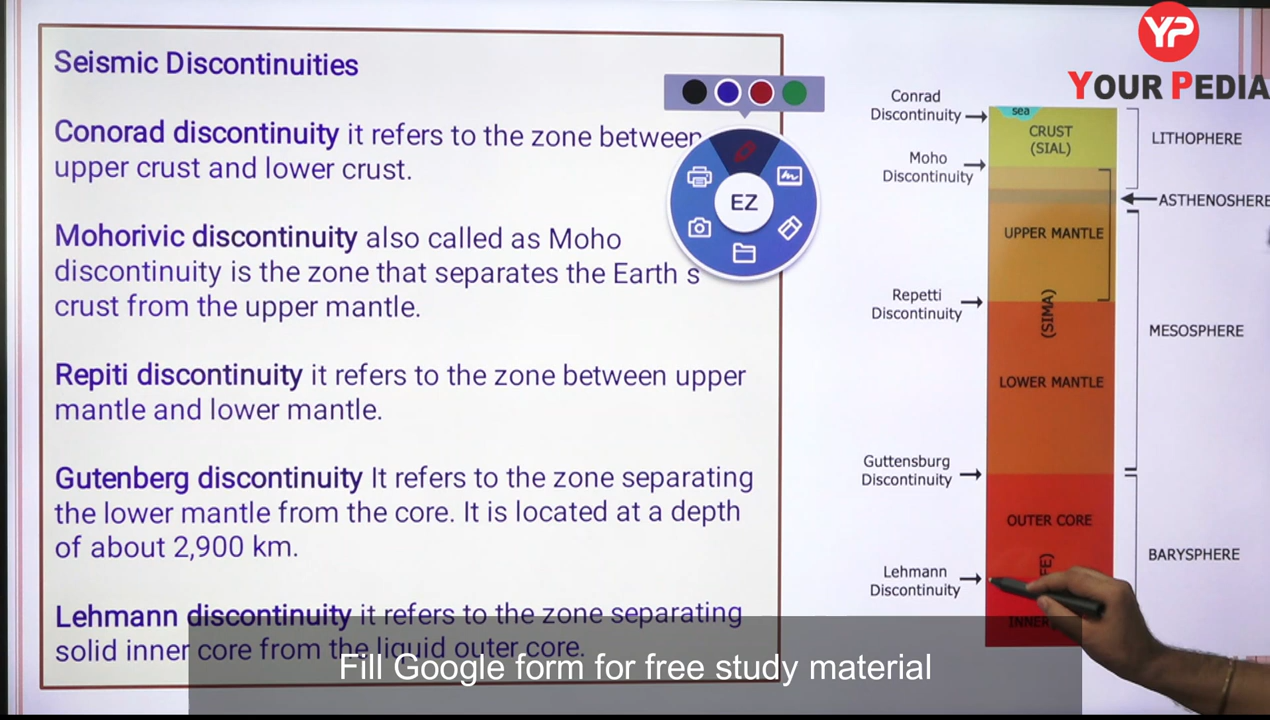 Seismic Discontinuities
Conorad discontinuity it refers to the zone between
upper crust and lower crust.
Mohorivic discontinuity also called as Moho
discontinuity is the zone that separates the Earth s
crust from the upper mantle.
Repiti discontinuity it refers to the zone between upper
mantle and lower mantle.
Gutenberg discontinuity It refers to the zone separating
the lower mantle from the core. It is located at a depth
of about 2,900 km.
Lehmann discontinuity it refers to the zone separating
solid inner core from the liquid outer core.
EZ
YP
YOUR PEDIA
Conrad
Discontinuity
sea
CRUST
(SIAL)
LITHOPHERE
Moho
Discontinuity
ASTHENOSHERE
UPPER MANTLE
Repetti
Discontinuity
(SIMA)
MESOSPHERE
LOWER MANTLE
Guttensburg
Discontinuity
OUTER CORE
BARYSPHERE
FE)
Lehmann
Discontinuity
INNER
Fill Google form for free study material